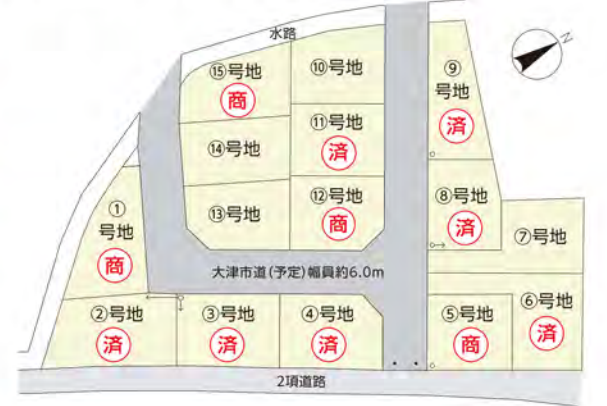 水路
N
⑮号地
商
⑩号地
⑨
号地
済
⑪号地
済
⑭号地
①
号地
商
⑬号地
⑫号地
商
⑧号地
済
⑦号地
大津市道(予定)幅員約6.0m
②号地
済
③号地
済
④号地
済
⑤号地
商
⑥号地
済
2項道路